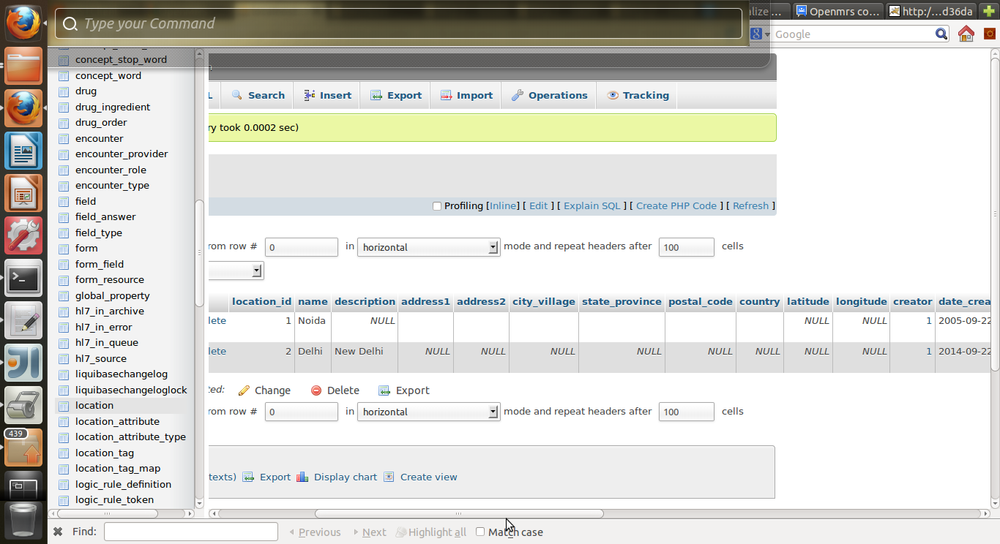 Type your Command
alize ...
Openmrs co...
http:/...d36da
Google
concept_stop_word
concept_word
drug
drug_ingredient
drug_order
encounter
encounter_provider
encounter_role
encounter_type
field
field_answer
field_type
form
form_field
form_resource
global_property
hl7_in_archive
hl7_in_error
hl7_in_queue
hl7_source
liquibasechangelog
liquibasechangeloglock
location
location_attribute
location_attribute_type
location_tag
location_tag_map
logic_rule_definition
logic_rule_token
439
L Search Insert Export Import Operations Tracking
ry took 0.0002 sec)
Profiling [Inline] [ Edit ] [ Explain SQL ] [ Create PHP Code ] [ Refresh ]
rom row # 0 in horizontal mode and repeat headers after 100 cells
location_id name description address1 address2 city_village state_province postal_code country latitude longitude creator date_crea
lete 1 Noida NULL NULL NULL 1 2005-09-22
lete 2 Delhi New Delhi NULL NULL NULL NULL NULL NULL NULL NULL 1 2014-09-22
ted: Change Delete Export
rom row # 0 in horizontal mode and repeat headers after 100 cells
texts) Export Display chart Create view
Find: Previous Next Highlight all Match case